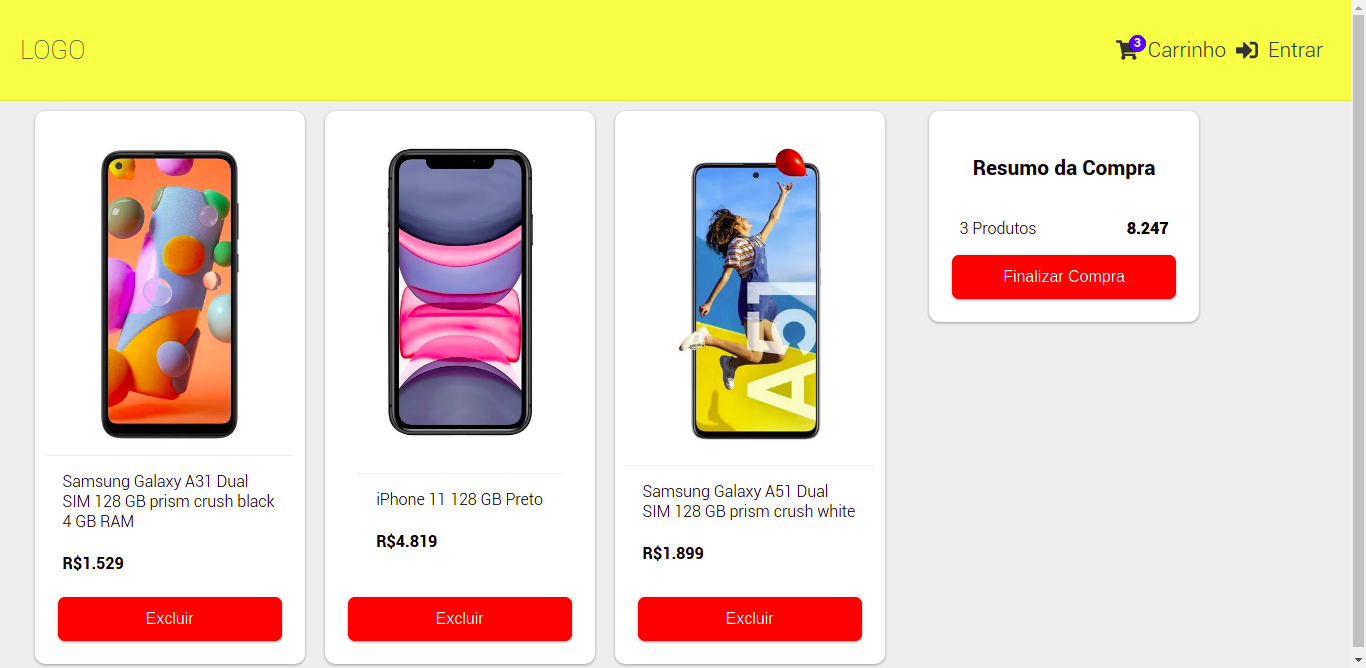 LOGO
3 Carrinho Entrar
A51
Samsung Galaxy A31 Dual
SIM 128 GB prism crush black
4 GB RAM
R$1.529
Excluir
iPhone 11 128 GB Preto
R$4.819
Excluir
Samsung Galaxy A51 Dual
SIM 128 GB prism crush white
R$1.899
Excluir
Resumo da Compra
3 Produtos 8.247
Finalizar Compra